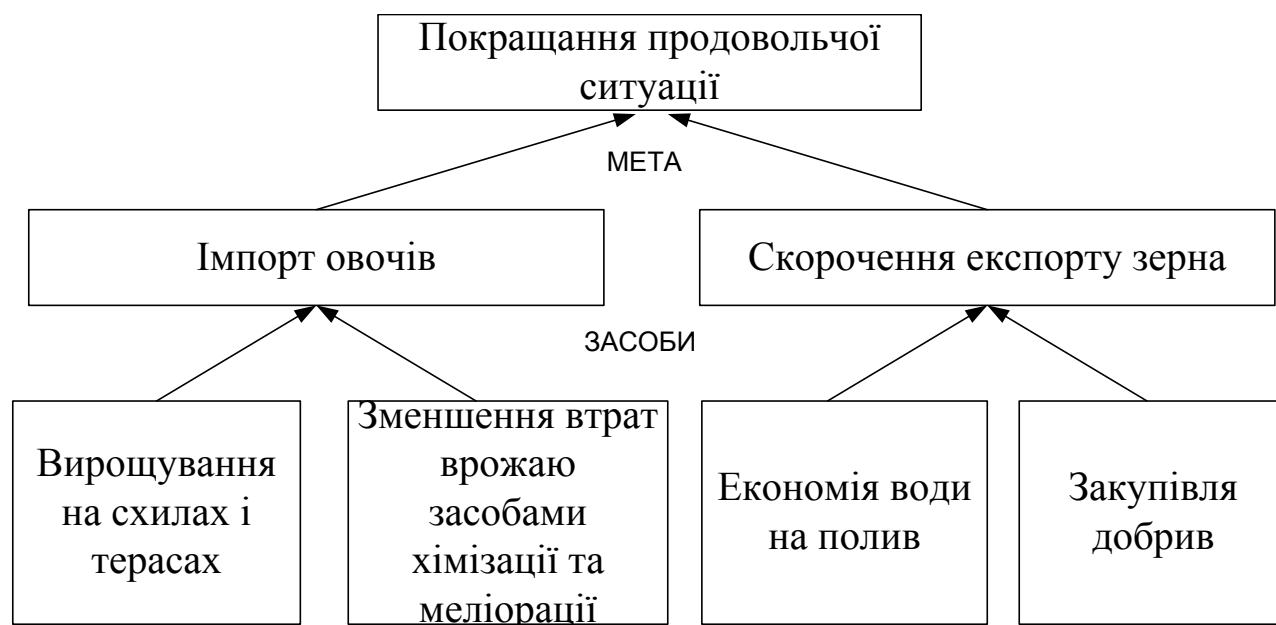 Покращання продовольчої
ситуації
МЕТА
Імпорт овочів
Скорочення експорту зерна
ЗАСОБИ
Вирощування
на схилах і
терасах
Зменшення втрат
врожаю
засобами
хімізації та
меліорації
Економія води
на полив
Закупівля
добрив